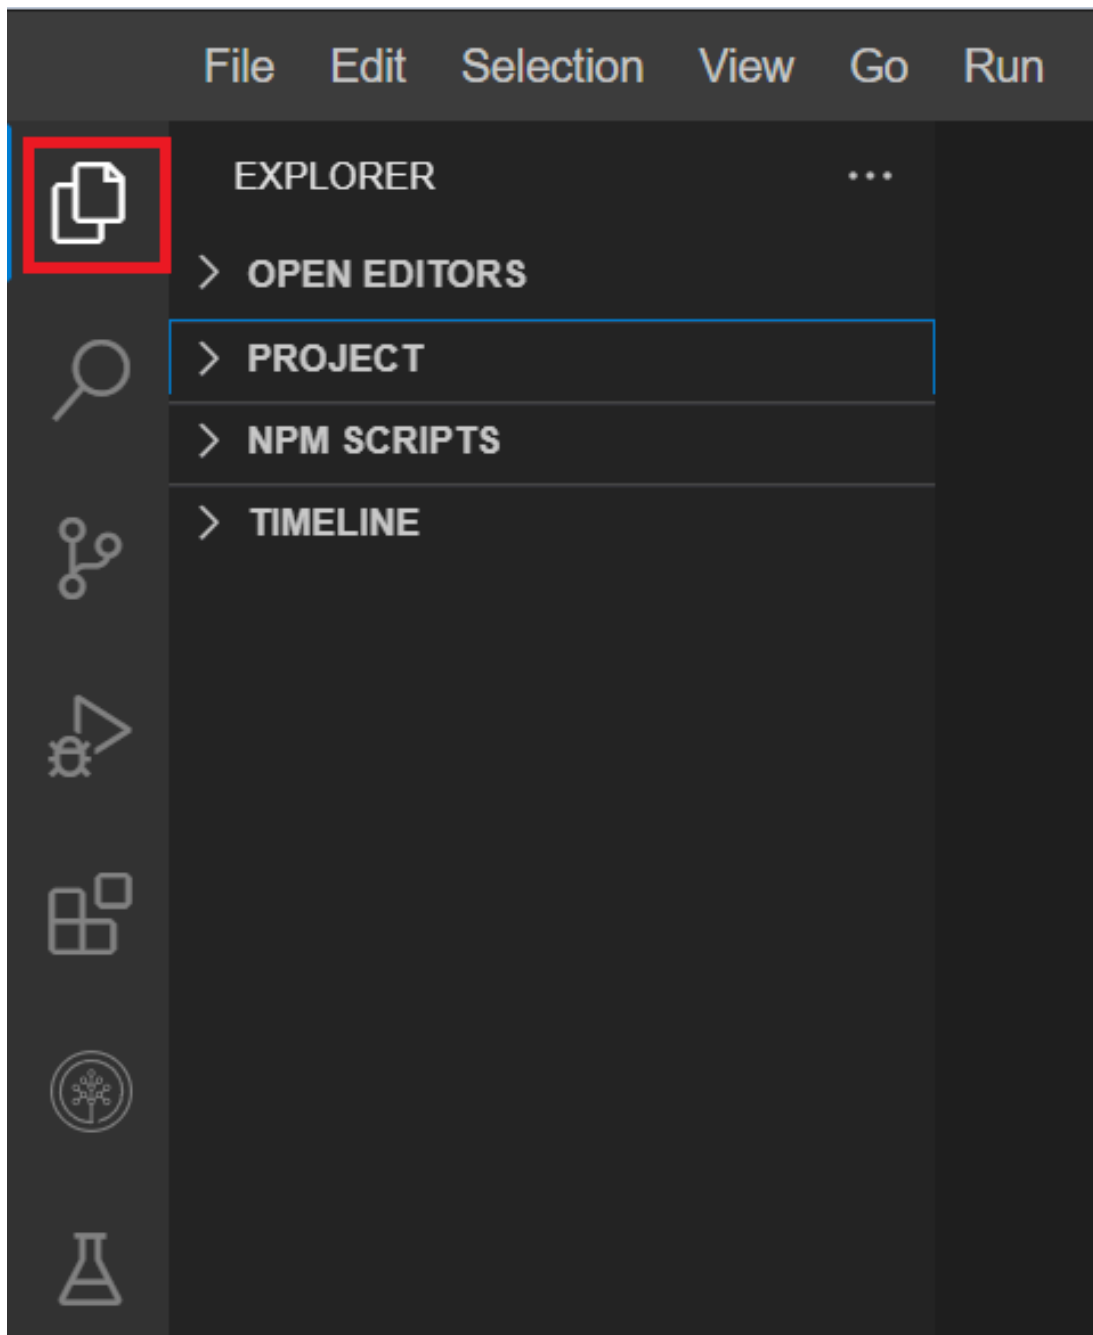 File Edit Selection View Go Run
EXPLORER ...
OPEN EDITORS
PROJECT
NPM SCRIPTS
TIMELINE